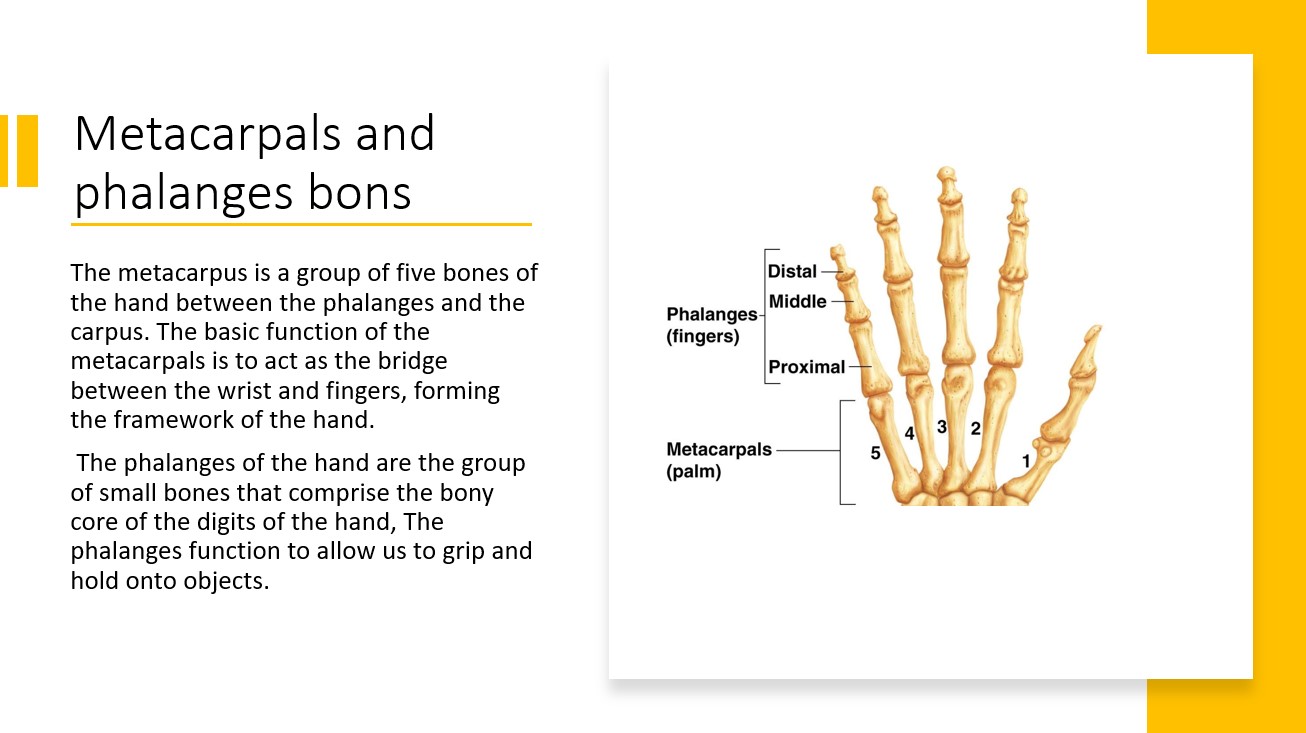 Metacarpals and
phalanges bons
The metacarpus is a group of five bones of
the hand between the phalanges and the
carpus. The basic function of the
metacarpals is to act as the bridge
between the wrist and fingers, forming
the framework of the hand.
The phalanges of the hand are the group
of small bones that comprise the bony
core of the digits of the hand, The
phalanges function to allow us to grip and
hold onto objects.
Distal
Middle
Phalanges
(fingers)
Proximal
Metacarpals
(palm)
5
4
3
2
1